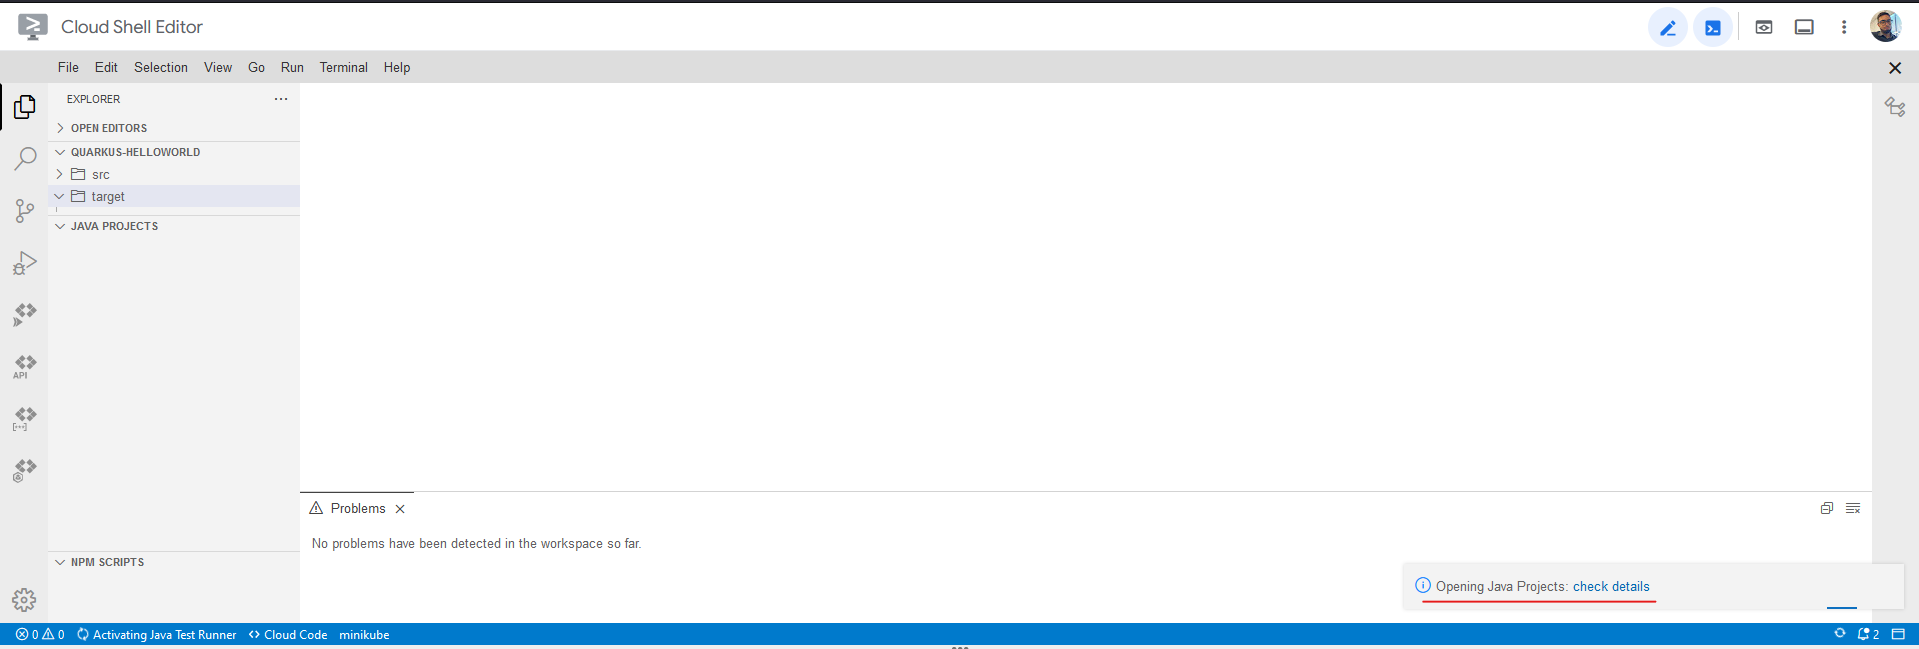 Cloud Shell Editor
File Edit Selection View Go Run Terminal Help
EXPLORER
OPEN EDITORS
QUARKUS-HELLOWORLD
src
target
JAVA PROJECTS
API
NPM SCRIPTS
Problems
No problems have been detected in the workspace so far.
Opening Java Projects: check details
0 0 Activating Java Test Runner Cloud Code minikube 2